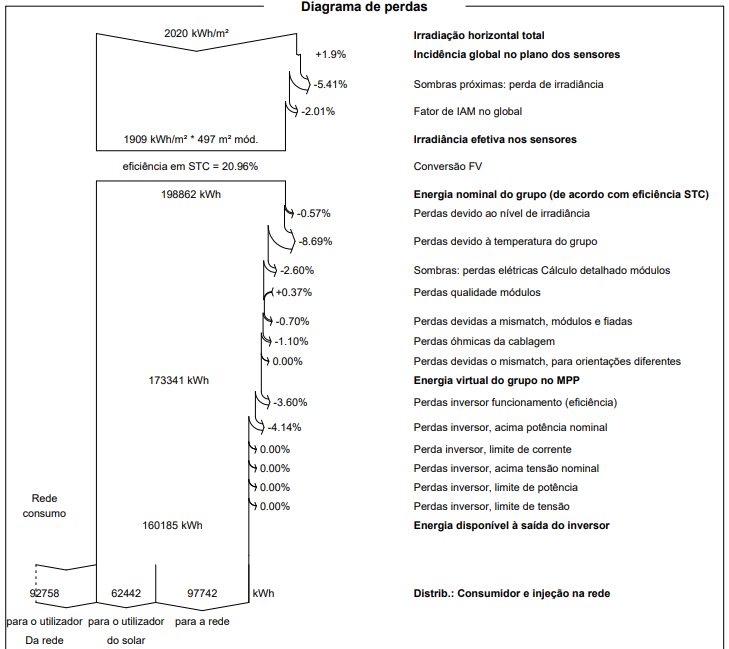 Diagrama de perdas
2020 kWh/m² Irradiação horizontal total
+1.9% Incidência global no plano dos sensores
-5.41% Sombras próximas: perda de irradiância
-2.01% Fator de IAM no global
1909 kWh/m² * 497 m² mód. Irradiância efetiva nos sensores
eficiência em STC = 20.96% Conversão FV
198862 kWh Energia nominal do grupo (de acordo com eficiência STC)
-0.57% Perdas devido ao nível de irradiância
-8.69% Perdas devido à temperatura do grupo
-2.60% Sombras: perdas elétricas Cálculo detalhado módulos
+0.37% Perdas qualidade módulos
-0.70% Perdas devidas a mismatch, módulos e fiadas
-1.10% Perdas óhmicas da cablagem
0.00% Perdas devidas o mismatch, para orientações diferentes
173341 kWh Energia virtual do grupo no MPP
-3.60% Perdas inversor funcionamento (eficiência)
-4.14% Perdas inversor, acima potência nominal
0.00% Perda inversor, limite de corrente
0.00% Perdas inversor, acima tensão nominal
0.00% Perdas inversor, limite de potência
0.00% Perdas inversor, limite de tensão
Rede
consumo
160185 kWh Energia disponível à saída do inversor
92758 62442 97742 kWh Distrib.: Consumidor e injeção na rede
para o utilizador para o utilizador para a rede
Da rede do solar